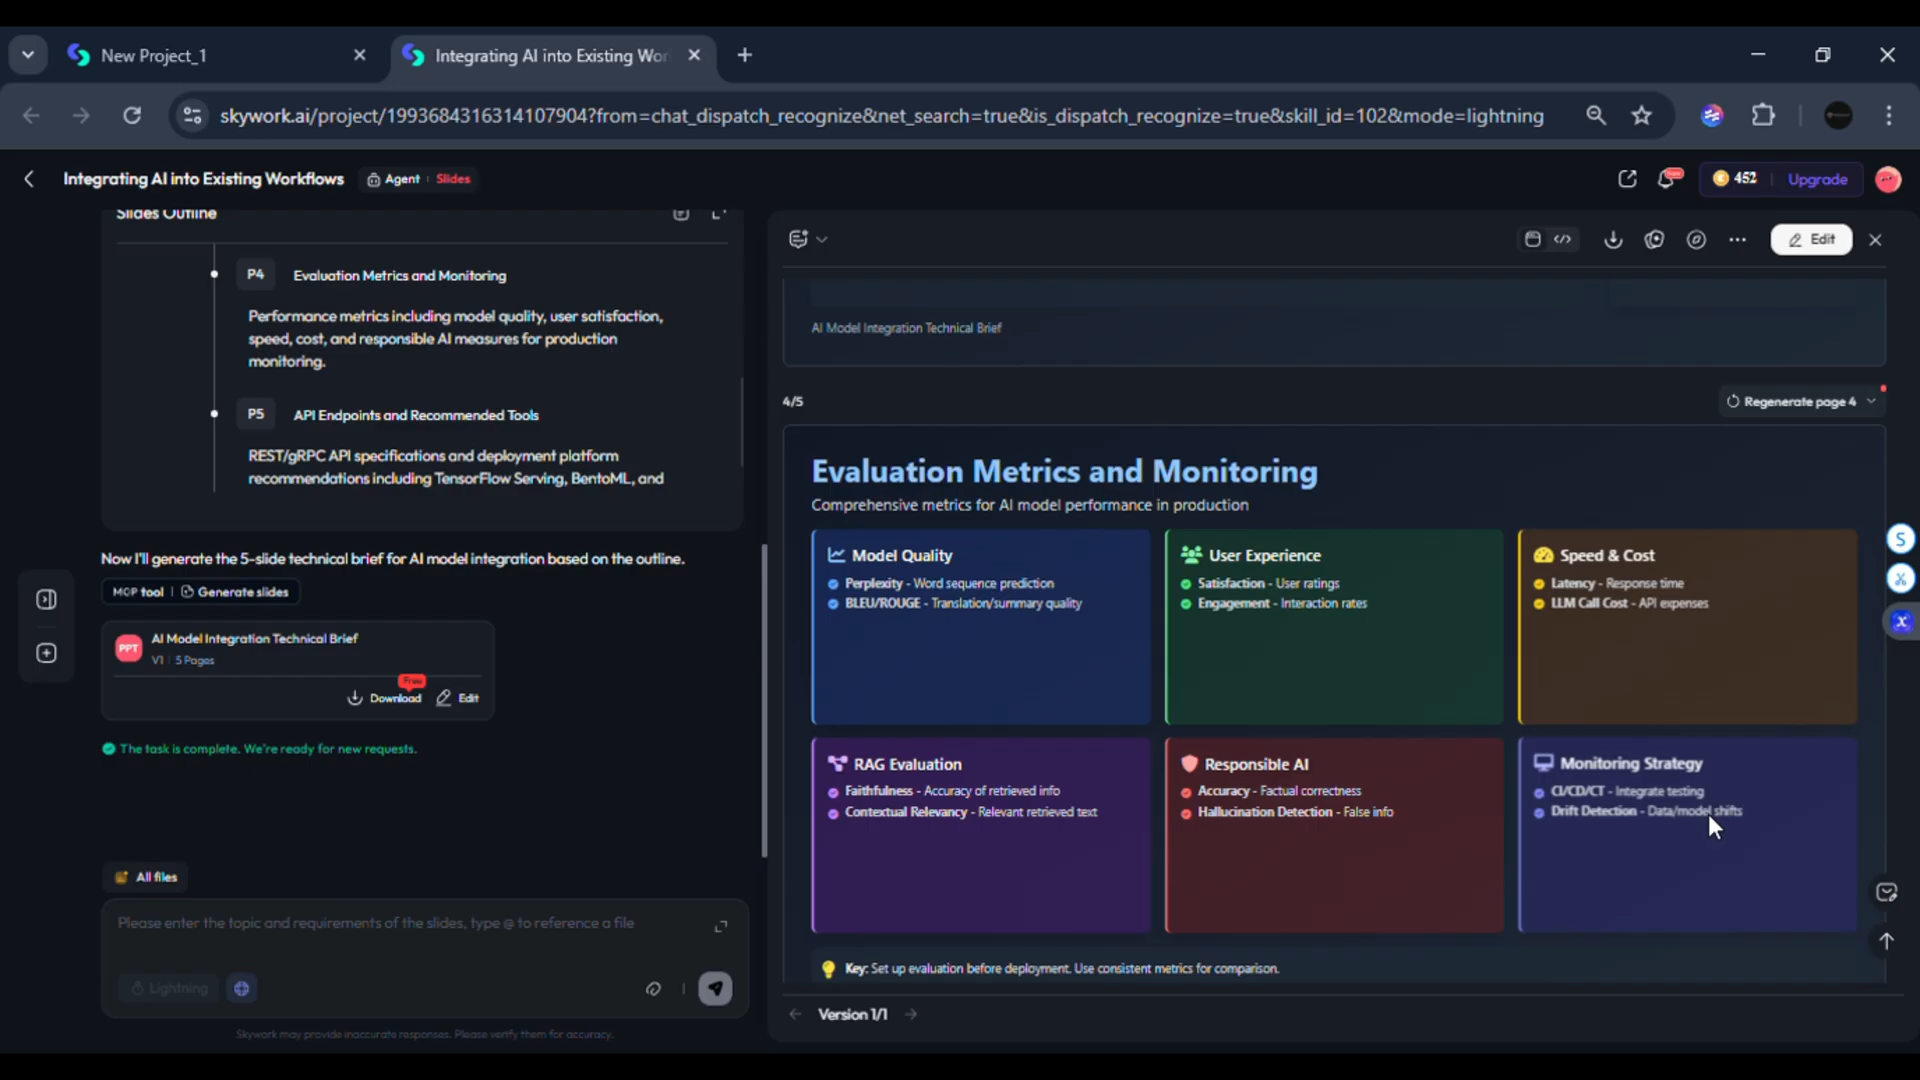 New Project_1
Integrating AI into Existing Wor
skywork.ai/project/1993684316314107904?from=chat_dispatch_recognize&net_search=true&is_dispatch_recognize=true&skill_id=102&mode=lightning
Integrating AI into Existing Workflows
Agent
Slides
452
Upgrade
Slides Outline
P4
Evaluation Metrics and Monitoring
Performance metrics including model quality, user satisfaction,
speed, cost, and responsible AI measures for production
monitoring.
P5
API Endpoints and Recommended Tools
REST/gRPC API specifications and deployment platform
recommendations including TensorFlow Serving, BentoML, and
Now I'll generate the 5-slide technical brief for AI model integration based on the outline.
MCP tool | Generate slides
PPT
AI Model Integration Technical Brief
V1 | 5 Pages
Free
Download
Edit
The task is complete. We're ready for new requests.
All files
Please enter the topic and requirements of the slides, type @ to reference a file
Lightning
Skywork may provide inaccurate responses. Please verify them for accuracy.
Edit
AI Model Integration Technical Brief
4/5
Regenerate page 4
Evaluation Metrics and Monitoring
Comprehensive metrics for AI model performance in production
Model Quality
Perplexity - Word sequence prediction
BLEU/ROUGE - Translation/summary quality
User Experience
Satisfaction - User ratings
Engagement - Interaction rates
Speed & Cost
Latency - Response time
LLM Call Cost - API expenses
RAG Evaluation
Faithfulness - Accuracy of retrieved info
Contextual Relevancy - Relevant retrieved text
Responsible AI
Accuracy - Factual correctness
Hallucination Detection - False info
Monitoring Strategy
CI/CD/CT - Integrate testing
Drift Detection - Data/model shifts
Key: Set up evaluation before deployment. Use consistent metrics for comparison.
Version 1/1